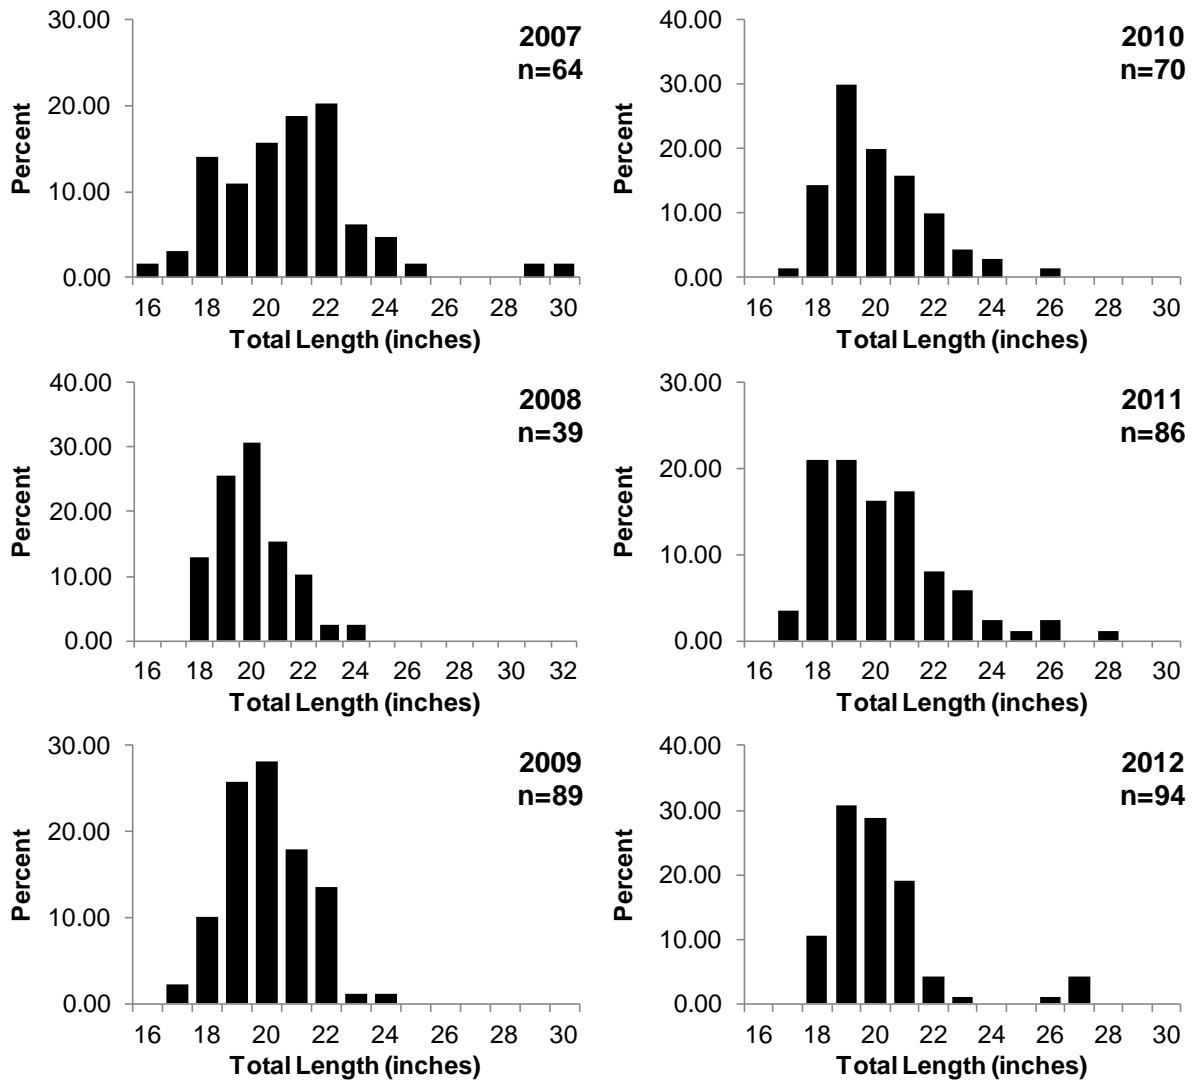 30.00
20.00
10.00
0.00
Percent
2007
n=64
16 18 20 22 24 26 28 30
Total Length (inches)
40.00
30.00
20.00
10.00
0.00
Percent
2008
n=39
16 18 20 22 24 26 28 30 32
Total Length (inches)
30.00
20.00
10.00
0.00
Percent
2009
n=89
16 18 20 22 24 26 28 30
Total Length (inches)
40.00
30.00
20.00
10.00
0.00
Percent
2010
n=70
16 18 20 22 24 26 28 30
Total Length (inches)
30.00
20.00
10.00
0.00
Percent
2011
n=86
16 18 20 22 24 26 28 30
Total Length (inches)
40.00
30.00
20.00
10.00
0.00
Percent
2012
n=94
16 18 20 22 24 26 28 30
Total Length (inches)